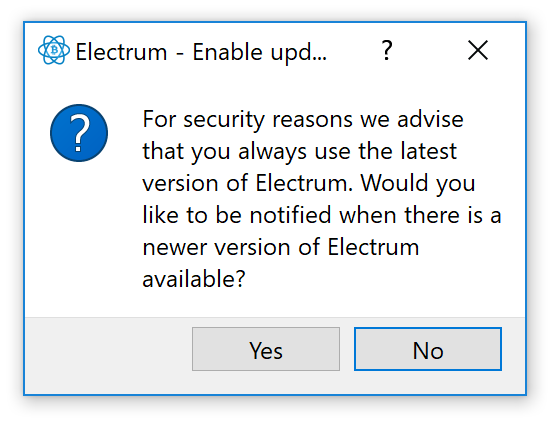 Electrum - Enable upd...
?
For security reasons we advise
that you always use the latest
version of Electrum. Would you
like to be notified when there is a
newer version of Electrum
available?
Yes
No